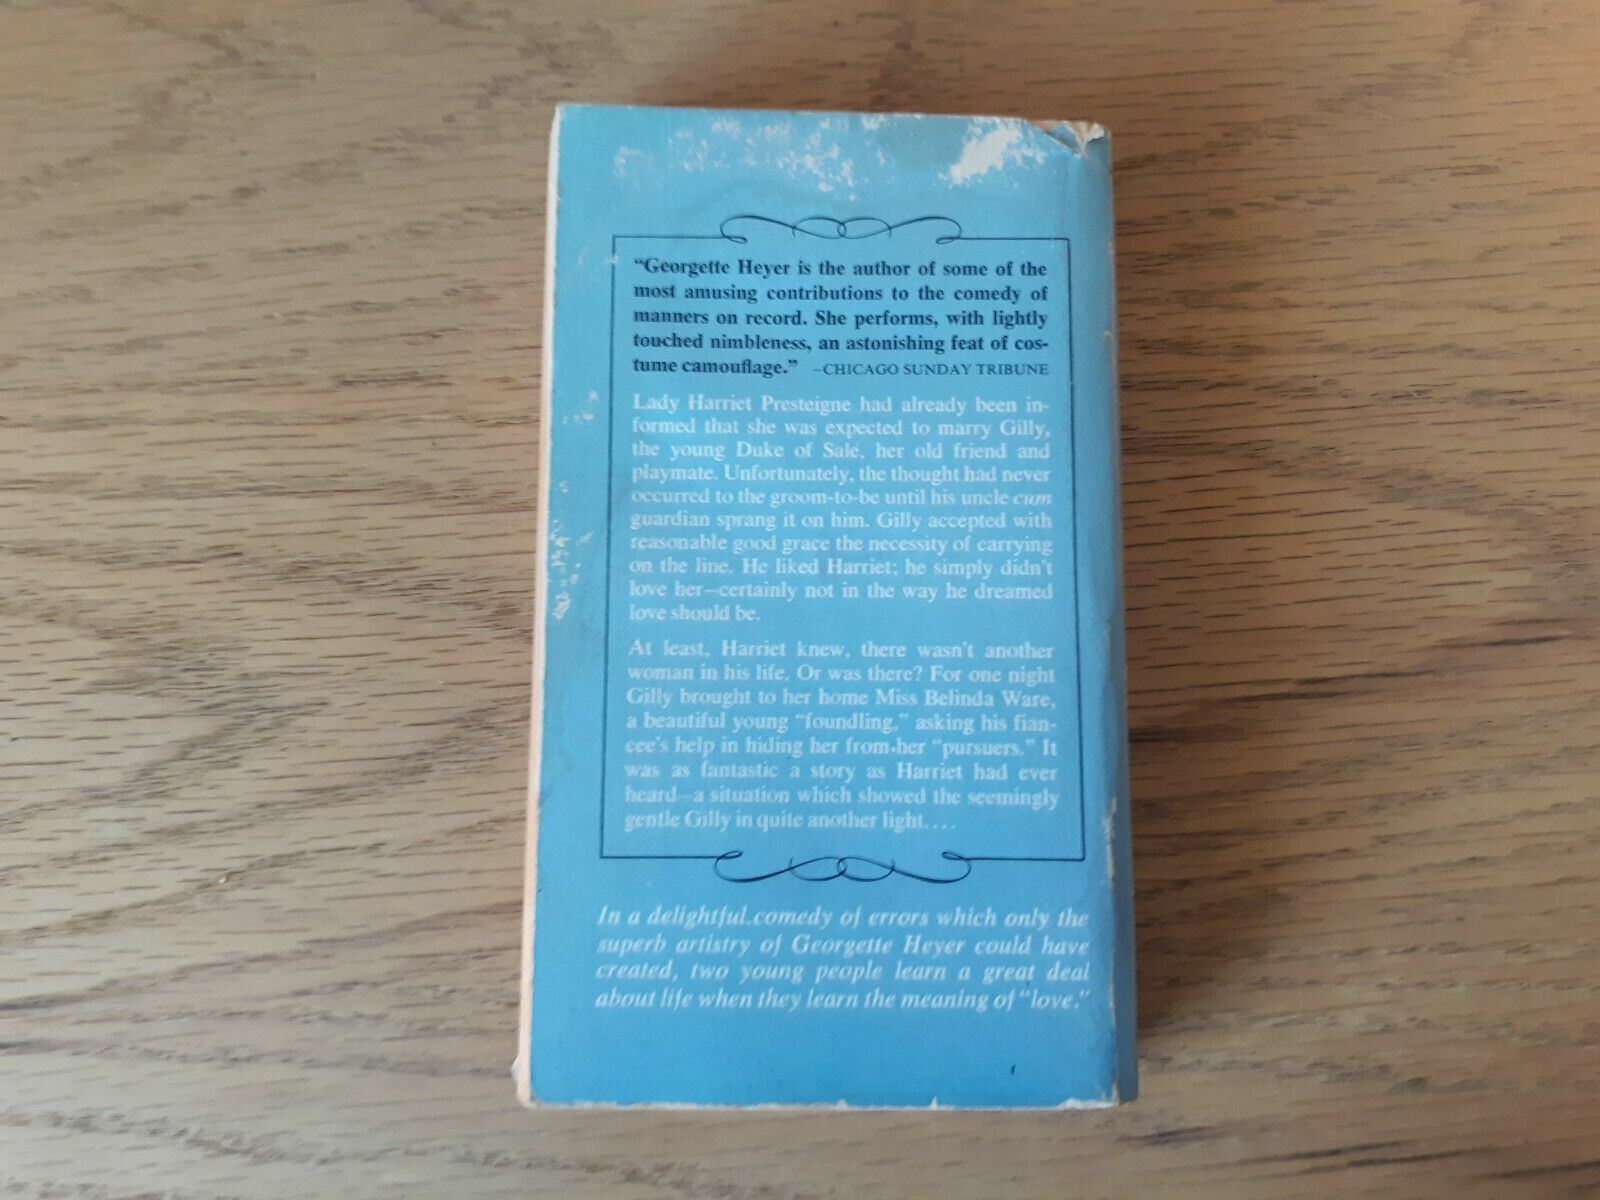 "Georgette Heyer is the author of some of the
most amusing contributions to the comedy of
manners on record. She performs, with lightly
touched nimbleness, an astonishing feat of cos-
tume camouflage." –CHICAGO SUNDAY TRIBUNE
Lady Harriet Presteigne had already been in-
formed that she was expected to marry Gilly,
the young Duke of Sale, her old friend and
playmate. Unfortunately, the thought had never
occurred to the groom-to-be until his uncle cum
guardian sprang it on him. Gilly accepted with
reasonable good grace the necessity of carrying
on the line. He liked Harriet; he simply didn't
love her–certainly not in the way he dreamed
love should be.
At least, Harriet knew, there wasn't another
woman in his life. Or was there? For one night
Gilly brought to her home Miss Belinda Ware,
a beautiful young "foundling," asking his fian-
cee's help in hiding her from her "pursuers." It
was as fantastic a story as Harriet had ever
heard–a situation which showed the seemingly
gentle Gilly in quite another light....
In a delightful comedy of errors which only the
superb artistry of Georgette Heyer could have
created, two young people learn a great deal
about life when they learn the meaning of "love."